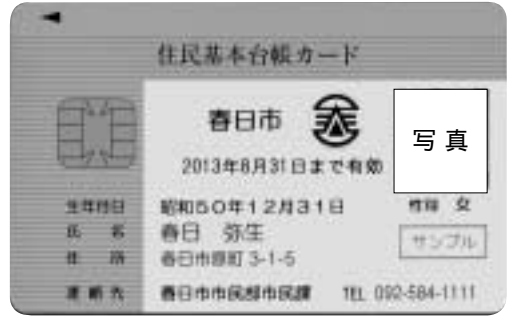 住民基本台帳カード
春日市
写真
2013年8月31日まで有効
生年月日 昭和50年12月31日 性別 女
氏名 春日 弥生
住所 春日市原町 3-1-5
サンプル
連絡先 春日市市民部市民課 TEL 092-584-1111